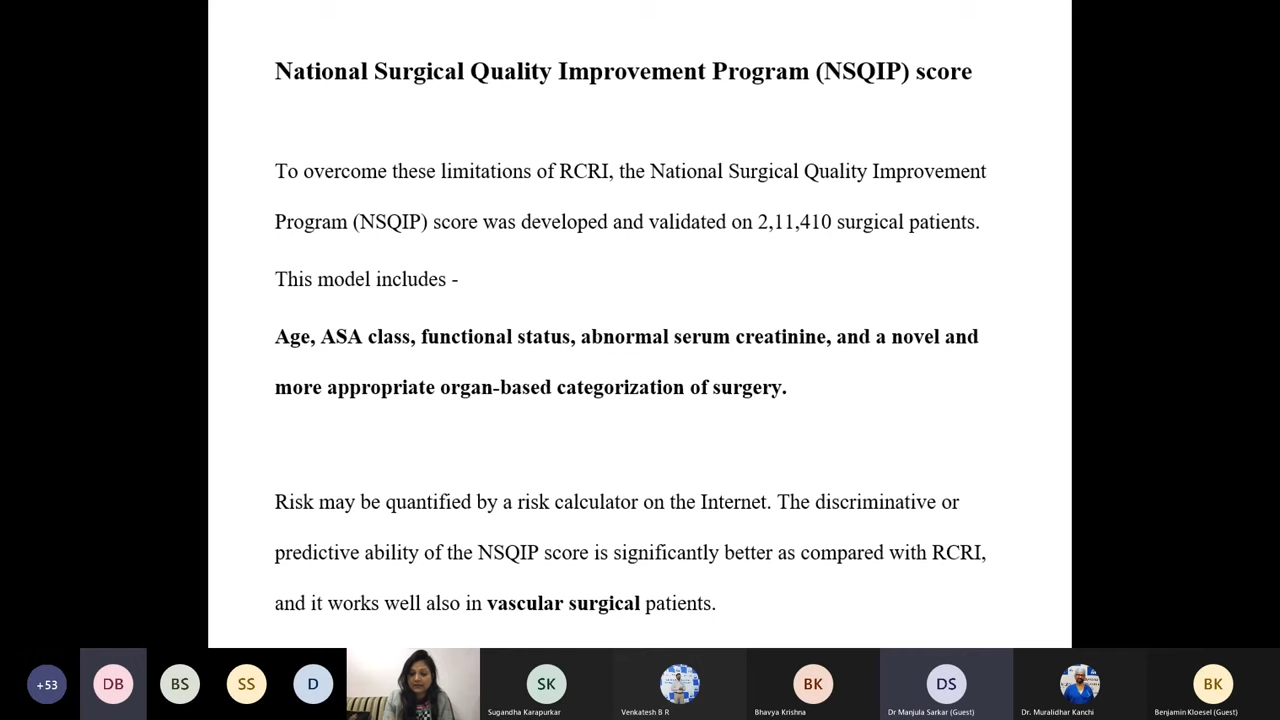 National Surgical Quality Improvement Program (NSQIP) score
To overcome these limitations of RCRI, the National Surgical Quality Improvement
Program (NSQIP) score was developed and validated on 2,11,410 surgical patients.
This model includes -
Age, ASA class, functional status, abnormal serum creatinine, and a novel and
more appropriate organ-based categorization of surgery.
Risk may be quantified by a risk calculator on the Internet. The discriminative or
predictive ability of the NSQIP score is significantly better as compared with RCRI,
and it works well also in vascular surgical patients.
+53
DB
BS
SS
D
SK
BK
DS
BK
Sugandha Karapurkar
Venkatesh B R
Bhavya Krishna
Dr Manjula Sarkar (Guest)
Dr. Muralidhar Kanchi
Benjamin Kloesel (Guest)